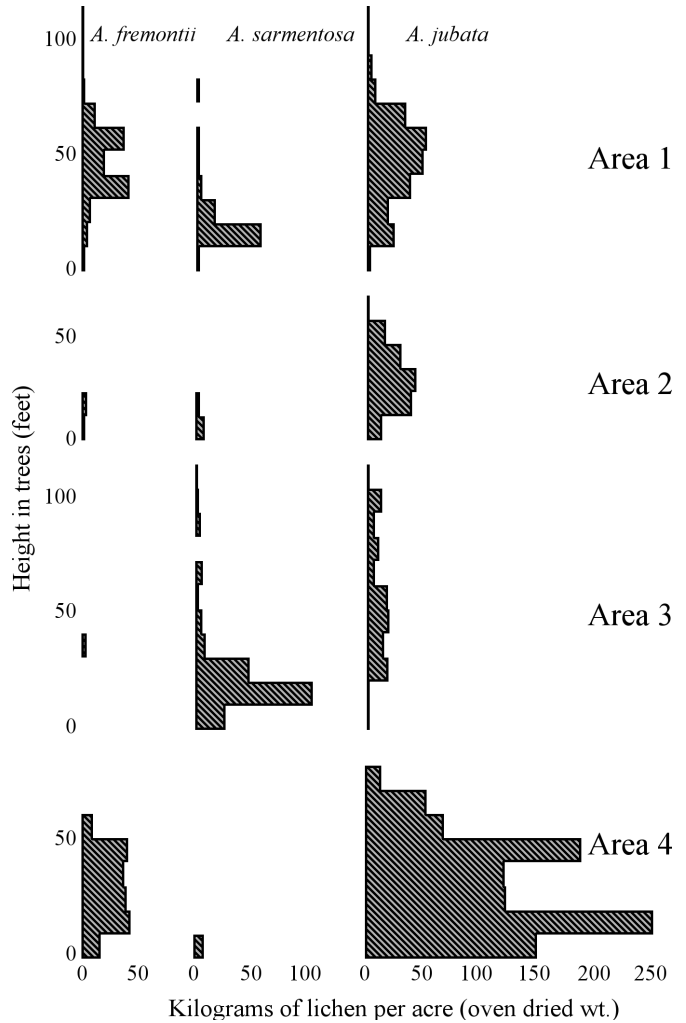 A. fremontii A. sarmentosa A. jubata
100
50
0
Area 1
50
0
Area 2
100
50
0
Area 3
50
0
Area 4
Height in trees (feet)
0 50 0 50 100 0 50 100 150 200 250
Kilograms of lichen per acre (oven dried wt.)